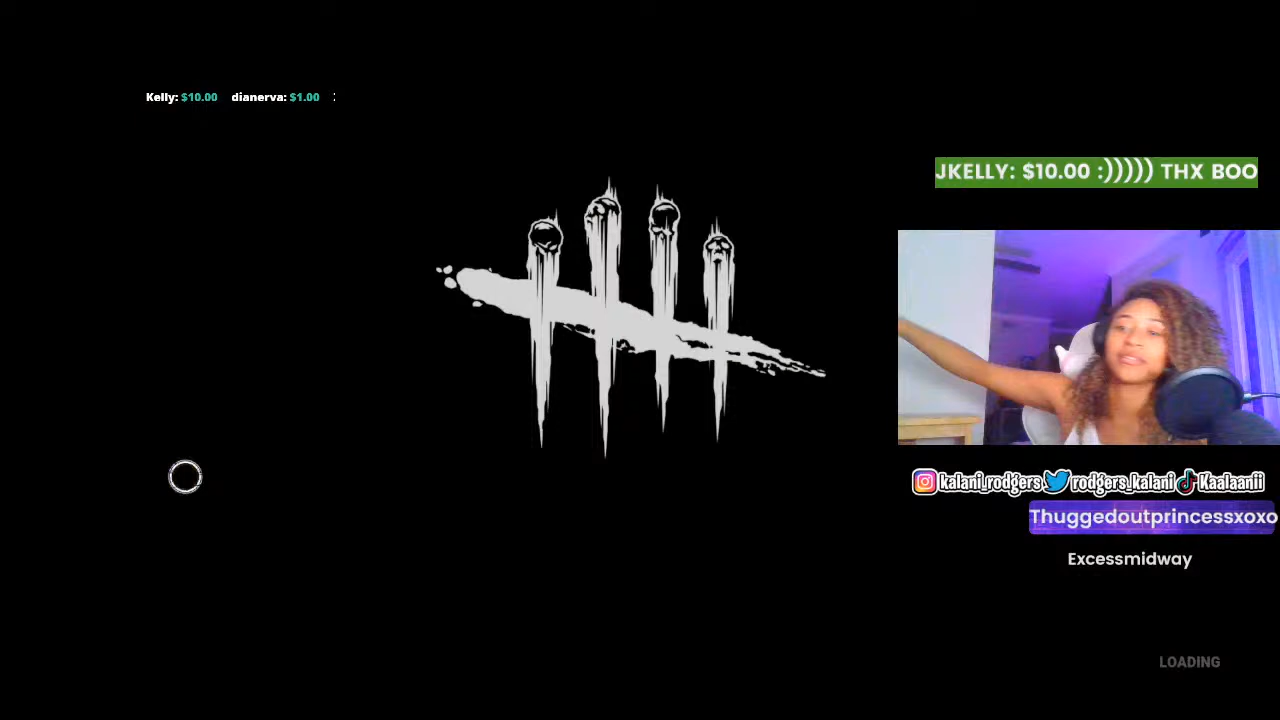 Kelly: $10.00 dianerva: $1.00 :
JKELLY: $10.00 :))))) THX BOO
kalani_rodgers rodgers_kalani Kaalaanii
Thuggedoutprincessxoxo
Excessmidway
LOADING